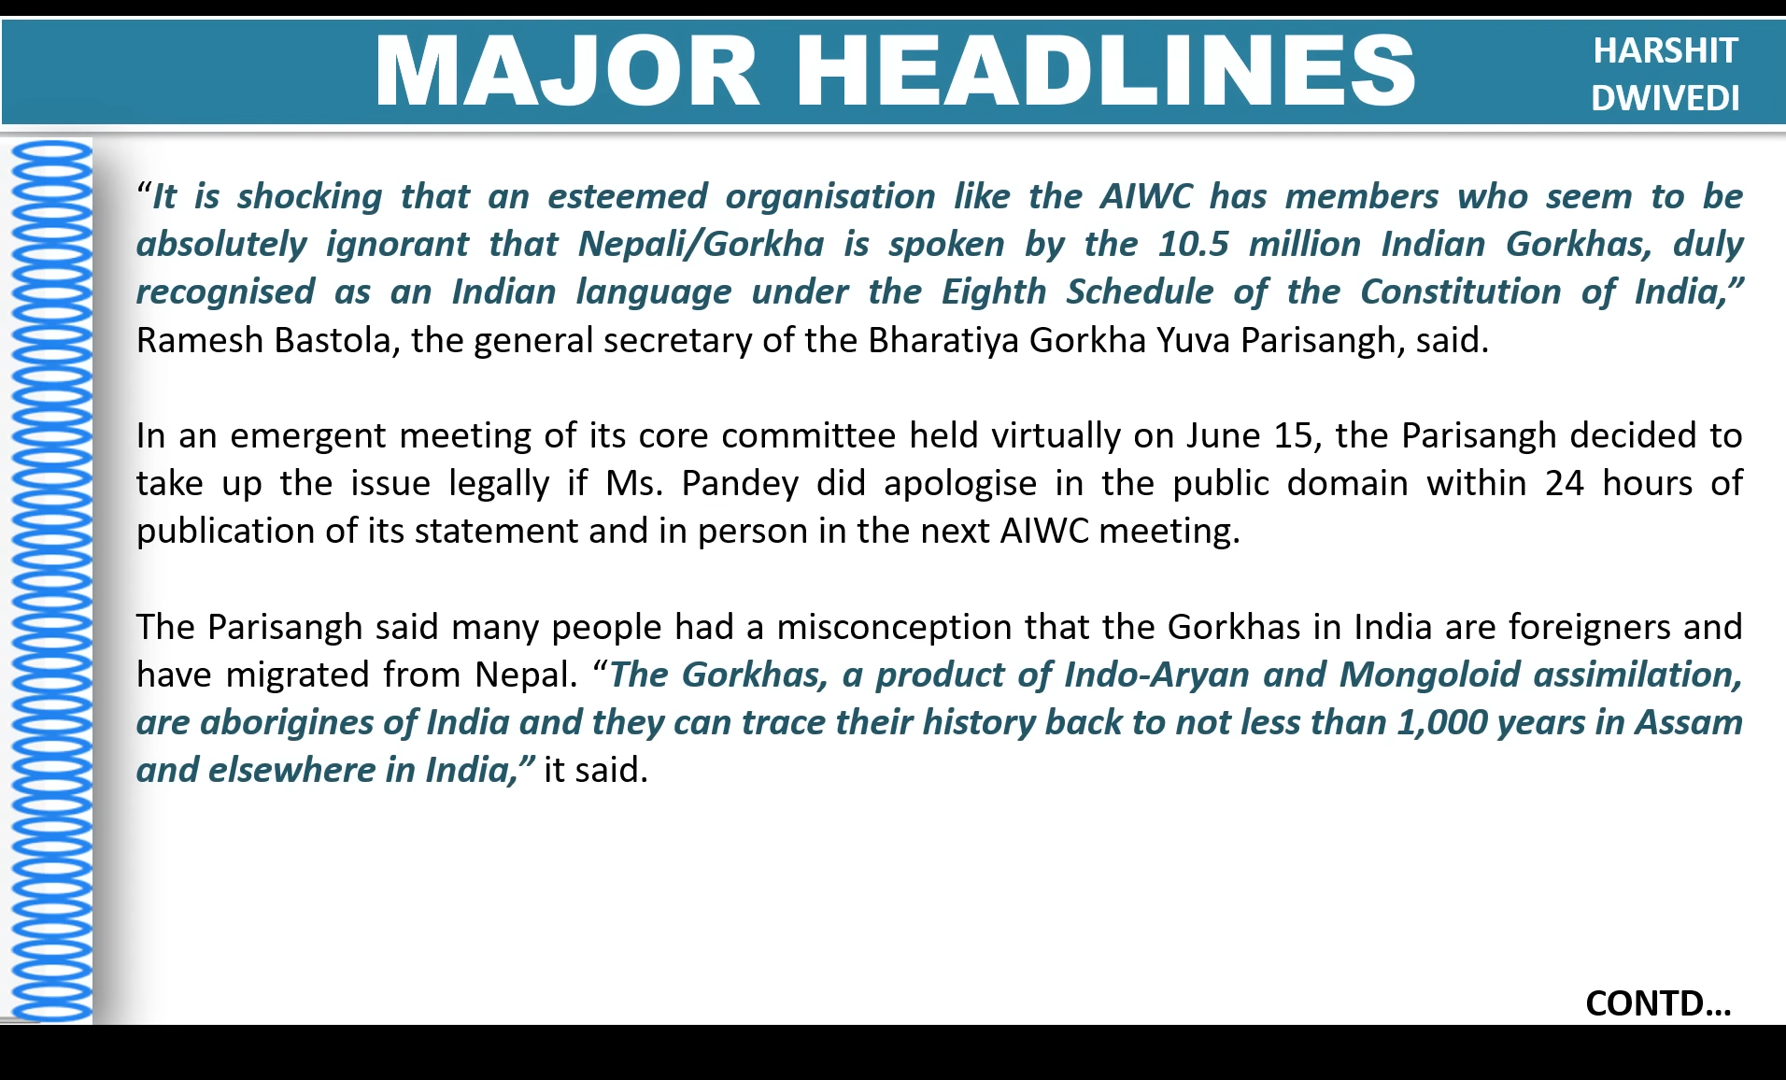 MAJOR HEADLINES
HARSHIT
DWIVEDI
“It is shocking that an esteemed organisation like the AIWC has members who seem to be
absolutely ignorant that Nepali/Gorkha is spoken by the 10.5 million Indian Gorkhas, duly
recognised as an Indian language under the Eighth Schedule of the Constitution of India,”
Ramesh Bastola, the general secretary of the Bharatiya Gorkha Yuva Parisangh, said.
In an emergent meeting of its core committee held virtually on June 15, the Parisangh decided to
take up the issue legally if Ms. Pandey did apologise in the public domain within 24 hours of
publication of its statement and in person in the next AIWC meeting.
The Parisangh said many people had a misconception that the Gorkhas in India are foreigners and
have migrated from Nepal. “The Gorkhas, a product of Indo-Aryan and Mongoloid assimilation,
are aborigines of India and they can trace their history back to not less than 1,000 years in Assam
and elsewhere in India,” it said.
CONTD...